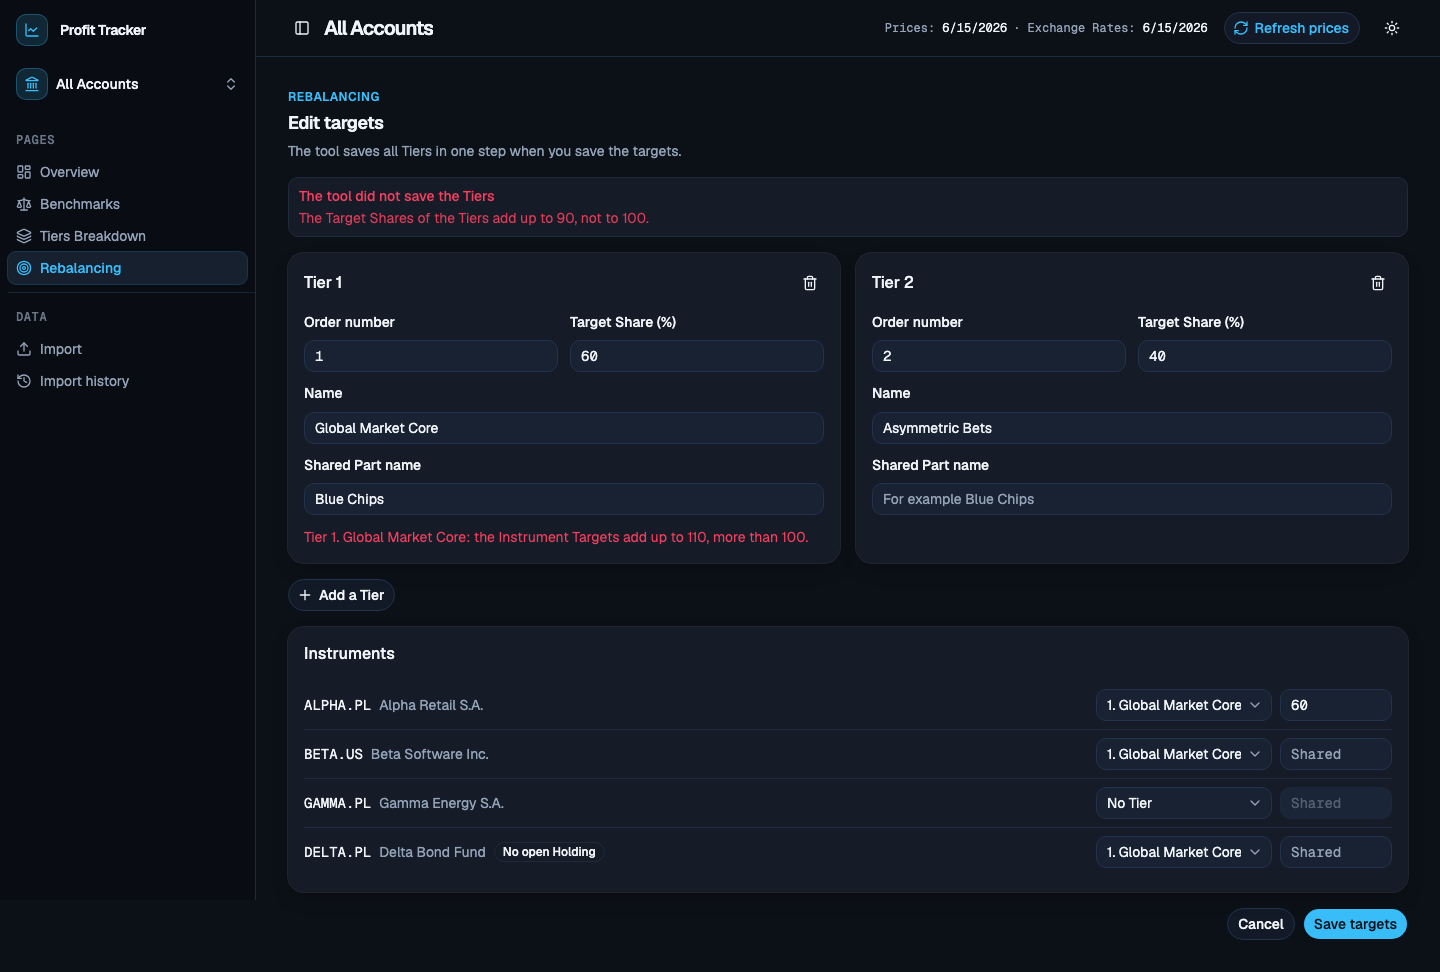 Profit Tracker
All Accounts
PAGES
Overview
Benchmarks
Tiers Breakdown
Rebalancing
DATA
Import
Import history
All Accounts
Prices: 6/15/2026 · Exchange Rates: 6/15/2026
Refresh prices
REBALANCING
Edit targets
The tool saves all Tiers in one step when you save the targets.
The tool did not save the Tiers
The Target Shares of the Tiers add up to 90, not to 100.
Tier 1
Order number
Target Share (%)
1
60
Name
Global Market Core
Shared Part name
Blue Chips
Tier 1. Global Market Core: the Instrument Targets add up to 110, more than 100.
Tier 2
Order number
Target Share (%)
2
40
Name
Asymmetric Bets
Shared Part name
For example Blue Chips
Add a Tier
Instruments
ALPHA.PL Alpha Retail S.A. 1. Global Market Core 60
BETA.US Beta Software Inc. 1. Global Market Core Shared
GAMMA.PL Gamma Energy S.A. No Tier Shared
DELTA.PL Delta Bond Fund No open Holding 1. Global Market Core Shared
Cancel
Save targets